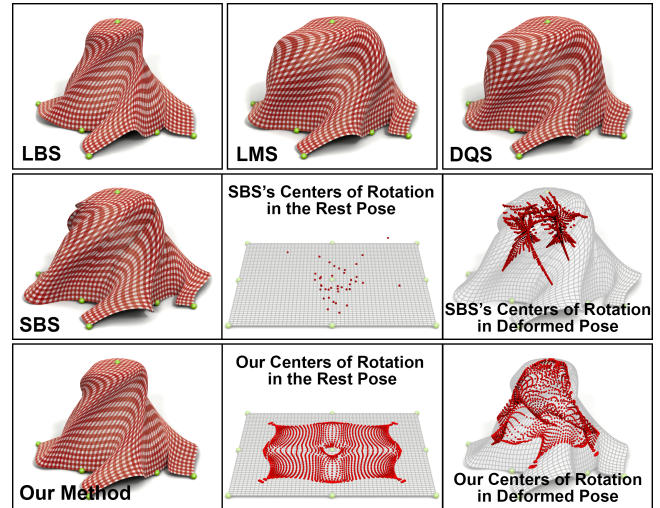 LBS
LMS
DQS
SBS
SBS's Centers of Rotation
in the Rest Pose
SBS's Centers of Rotation
in Deformed Pose
Our Method
Our Centers of Rotation
in the Rest Pose
Our Centers of Rotation
in Deformed Pose